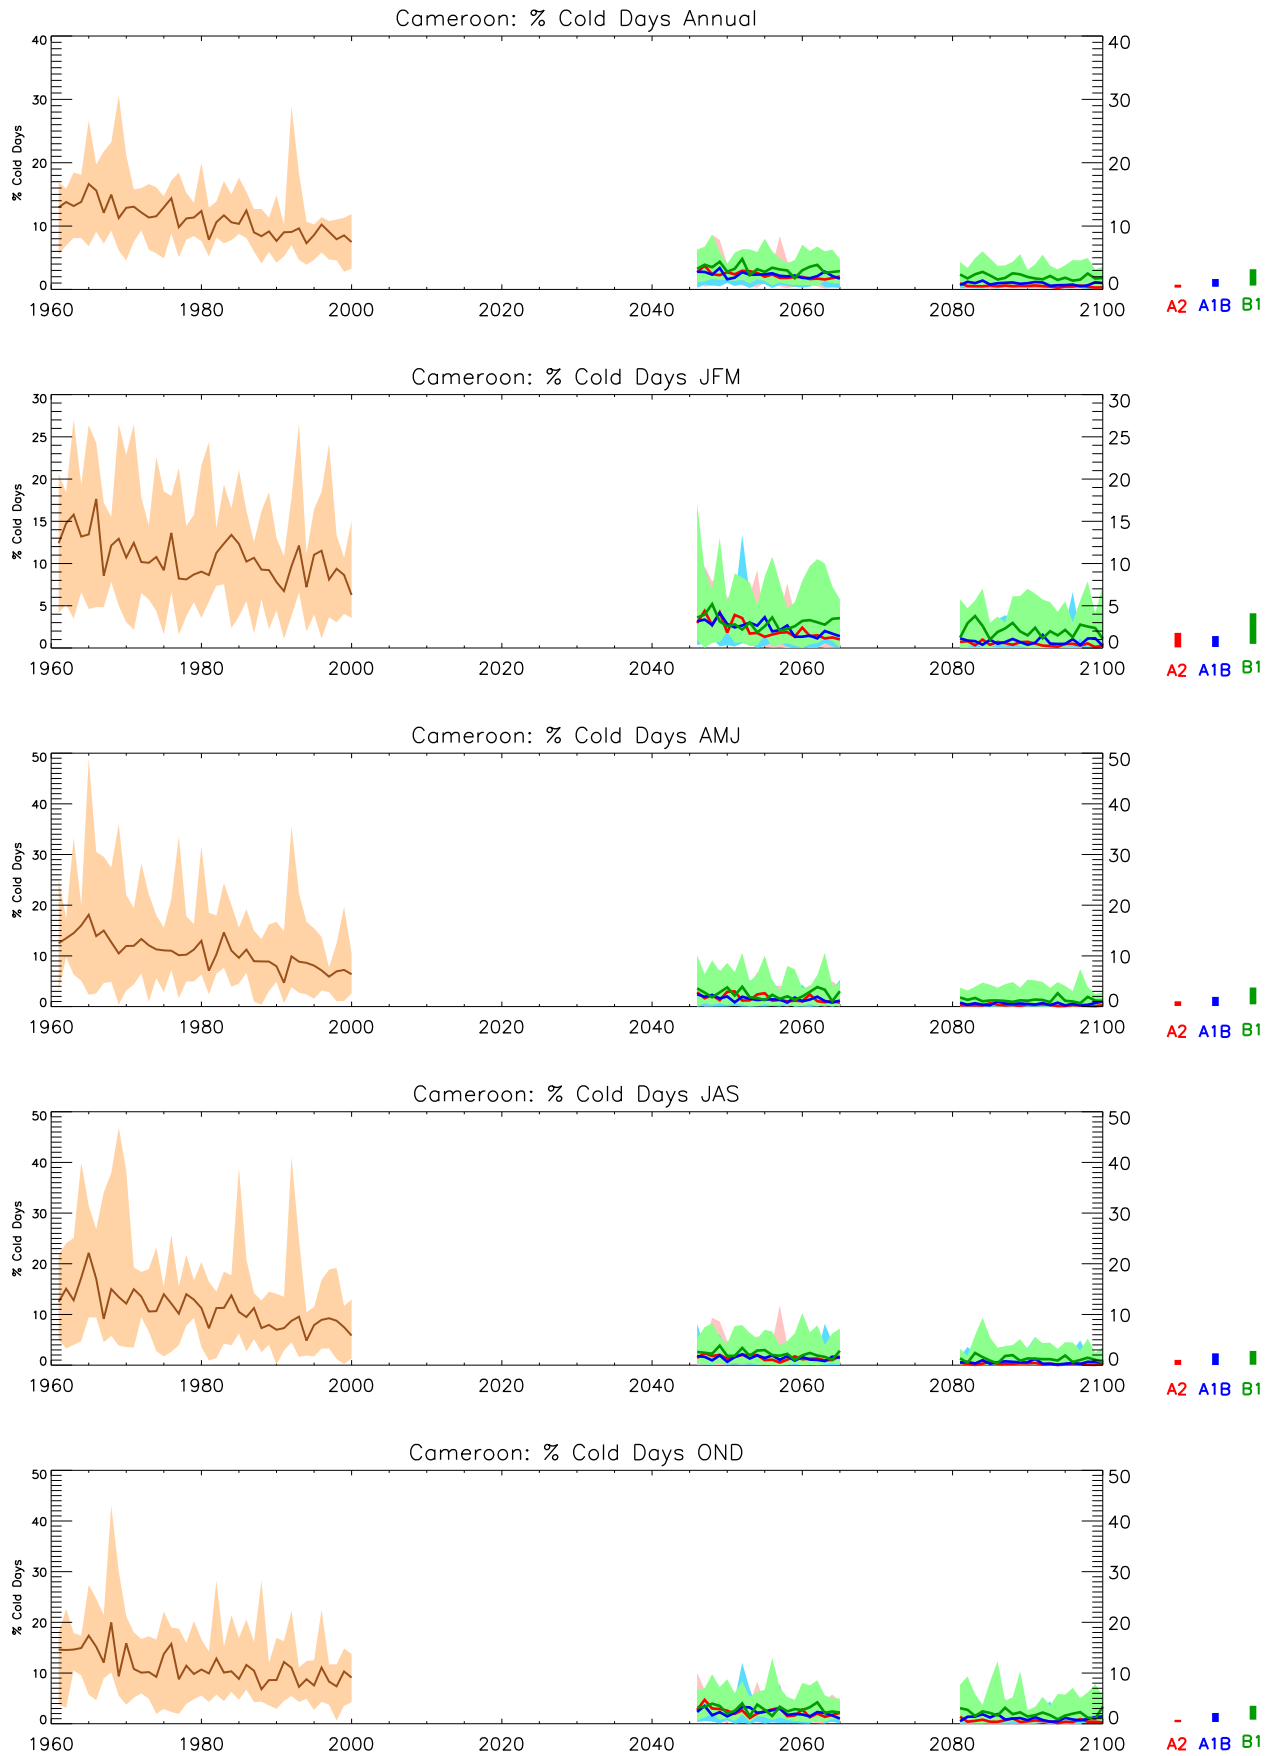 Cameroon: % Cold Days Annual
% Cold Days
40 30 20 10 0
40 30 20 10 0
1960 1980 2000 2020 2040 2060 2080 2100
A2 A1B B1
Cameroon: % Cold Days JFM
% Cold Days
30 25 20 15 10 5 0
30 25 20 15 10 5 0
1960 1980 2000 2020 2040 2060 2080 2100
A2 A1B B1
Cameroon: % Cold Days AMJ
% Cold Days
50 40 30 20 10 0
50 40 30 20 10 0
1960 1980 2000 2020 2040 2060 2080 2100
A2 A1B B1
Cameroon: % Cold Days JAS
% Cold Days
50 40 30 20 10 0
50 40 30 20 10 0
1960 1980 2000 2020 2040 2060 2080 2100
A2 A1B B1
Cameroon: % Cold Days OND
% Cold Days
50 40 30 20 10 0
50 40 30 20 10 0
1960 1980 2000 2020 2040 2060 2080 2100
A2 A1B B1